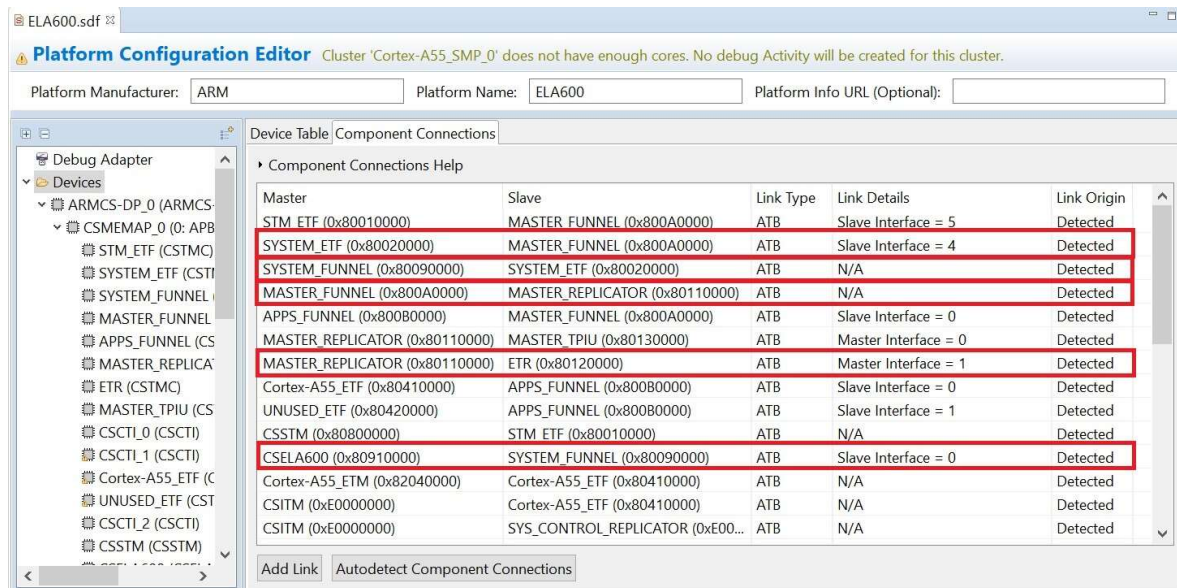 ELA600.sdf
Platform Configuration Editor Cluster 'Cortex-A55_SMP_0' does not have enough cores. No debug Activity will be created for this cluster.
Platform Manufacturer: ARM Platform Name: ELA600 Platform Info URL (Optional):
Device Table Component Connections
Debug Adapter
Devices
ARMCS-DP_0 (ARMCS-
CSMEMAP_0 (0: APB
STM_ETF (CSTMC)
SYSTEM_ETF (CSTM
SYSTEM_FUNNEL
MASTER_FUNNEL
APPS_FUNNEL (CS
MASTER_REPLICA
ETR (CSTMC)
MASTER_TPIU (CS
CSCTI_0 (CSCTI)
CSCTI_1 (CSCTI)
Cortex-A55_ETF (C
UNUSED_ETF (CST
CSCTI_2 (CSCTI)
CSSTM (CSSTM)
Component Connections Help
Master Slave Link Type Link Details Link Origin
STM_ETF (0x80010000) MASTER_FUNNEL (0x800A0000) ATB Slave Interface = 5 Detected
SYSTEM_ETF (0x80020000) MASTER_FUNNEL (0x800A0000) ATB Slave Interface = 4 Detected
SYSTEM_FUNNEL (0x80090000) SYSTEM_ETF (0x80020000) ATB N/A Detected
MASTER_FUNNEL (0x800A0000) MASTER_REPLICATOR (0x80110000) ATB N/A Detected
APPS_FUNNEL (0x800B0000) MASTER_FUNNEL (0x800A0000) ATB Slave Interface = 0 Detected
MASTER_REPLICATOR (0x80110000) MASTER_TPIU (0x80130000) ATB Master Interface = 0 Detected
MASTER_REPLICATOR (0x80110000) ETR (0x80120000) ATB Master Interface = 1 Detected
Cortex-A55_ETF (0x80410000) APPS_FUNNEL (0x800B0000) ATB Slave Interface = 0 Detected
UNUSED_ETF (0x80420000) APPS_FUNNEL (0x800B0000) ATB Slave Interface = 1 Detected
CSSTM (0x80800000) STM_ETF (0x80010000) ATB N/A Detected
CSELA600 (0x80910000) SYSTEM_FUNNEL (0x80090000) ATB Slave Interface = 0 Detected
Cortex-A55_ETM (0x82040000) Cortex-A55_ETF (0x80410000) ATB N/A Detected
CSITM (0xE0000000) Cortex-A55_ETF (0x80410000) ATB N/A Detected
CSITM (0xE0000000) SYS_CONTROL_REPLICATOR (0xE00... ATB N/A Detected
Add Link Autodetect Component Connections